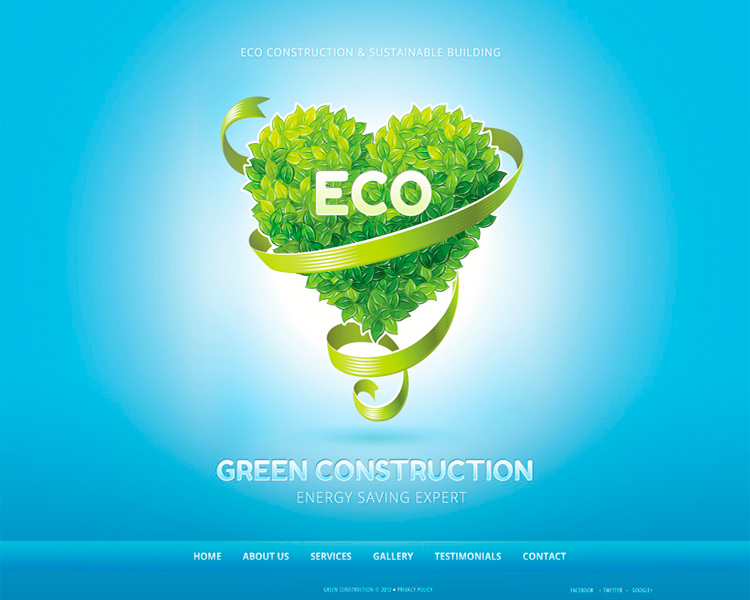 ECO CONSTRUCTION & SUSTAINABLE BUILDING
ECO
GREEN CONSTRUCTION
ENERGY SAVING EXPERT
HOME ABOUT US SERVICES GALLERY TESTIMONIALS CONTACT
GREEN CONSTRUCTION © 2012 • PRIVACY POLICY FACEBOOK • TWITTER • GOOGLE+